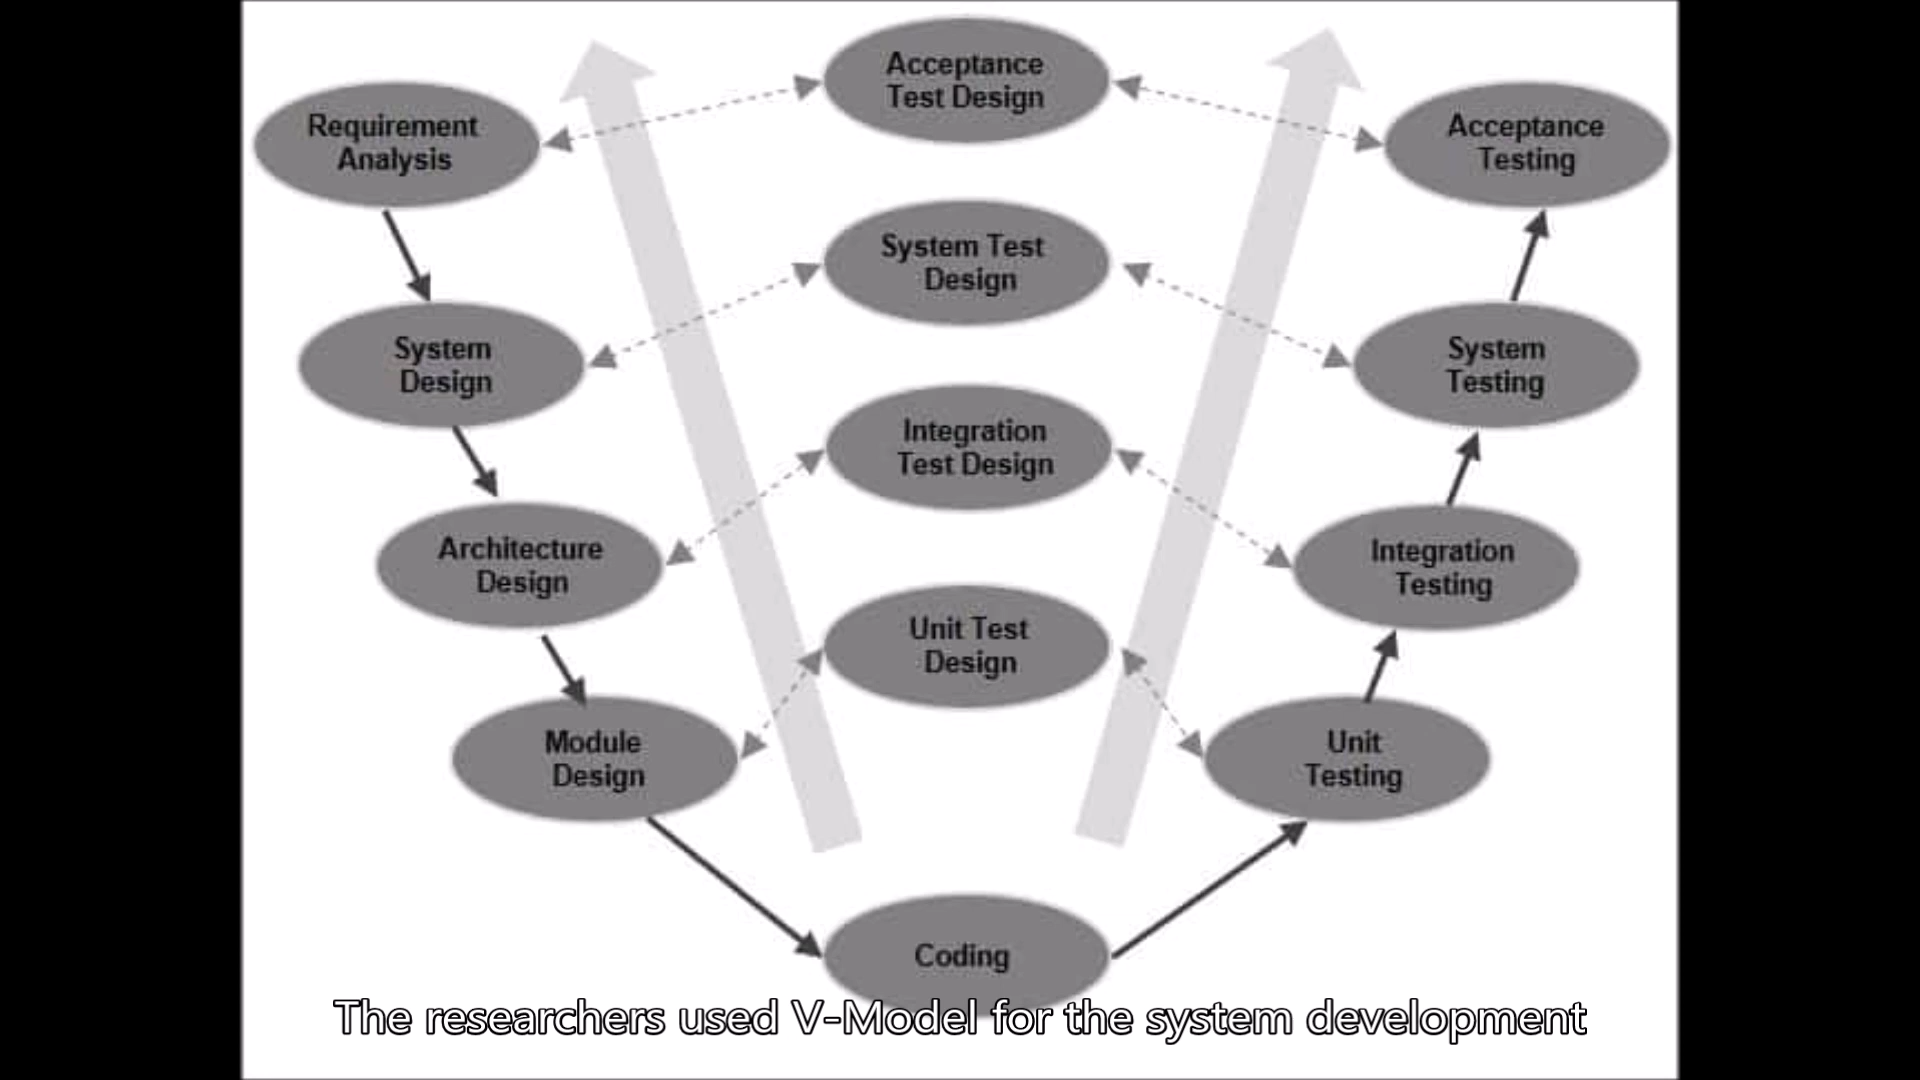 Acceptance
Test Design
Requirement
Analysis
Acceptance
Testing
System Test
Design
System
Design
System
Testing
Integration
Test Design
Architecture
Design
Integration
Testing
Unit Test
Design
Module
Design
Unit
Testing
Coding
The researchers used V-Model for the system development